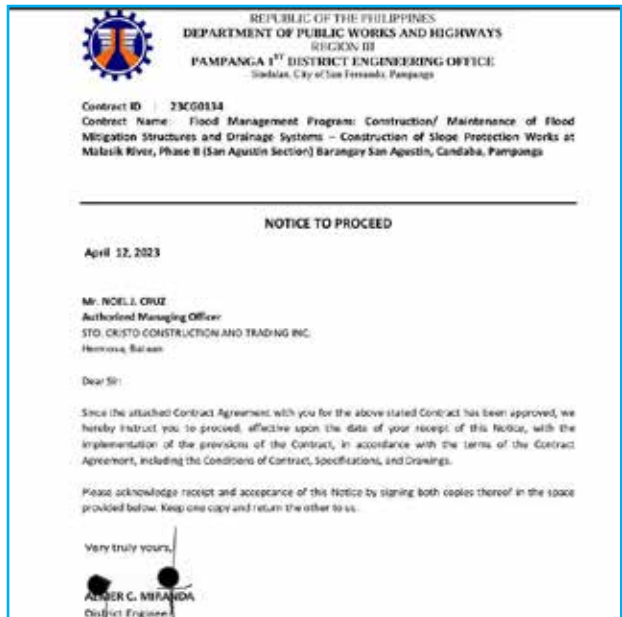 REPUBLIC OF THE PHILIPPINES
DEPARTMENT OF PUBLIC WORKS AND HIGHWAYS
REGION III
PAMPANGA 1ST DISTRICT ENGINEERING OFFICE
Sindalan, City of San Fernando, Pampanga
Contract ID : 23CG0134
Contract Name: Flood Management Program: Construction/ Maintenance of Flood
Mitigation Structures and Drainage Systems – Construction of Slope Protection Works at
Malasik River, Phase II (San Agustin Section) Barangay San Agustin, Candaba, Pampanga
NOTICE TO PROCEED
April 12, 2023
Mr. NOEL J. CRUZ
Authorized Managing Officer
STO. CRISTO CONSTRUCTION AND TRADING INC.
Hermosa, Bataan
Dear Sir:
Since the attached Contract Agreement with you for the above stated Contract has been approved, we
hereby instruct you to proceed, effective upon the date of your receipt of this Notice, with the
implementation of the provisions of the Contract, in accordance with the terms of the Contract
Agreement, including the Conditions of Contract, Specifications, and Drawings.
Please acknowledge receipt and acceptance of this Notice by signing both copies thereof in the space
provided below. Keep one copy and return the other to us.
Very truly yours,
C. MIRANDA
District Engineer